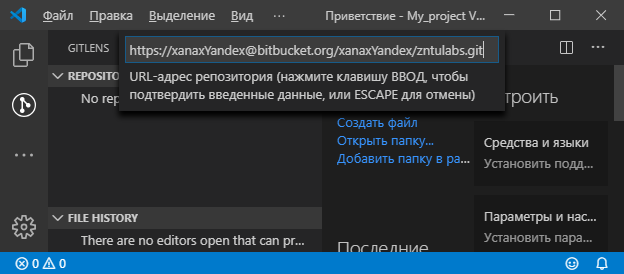 Файл Правка Выделение ··· Приветствие - My_project V...
GITLENS
https://xanaxYandex@bitbucket.org/xanaxYandex/zntulabs.git
URL-адрес репозитория (нажмите клавишу ВВОД, чтобы
подтвердить введенные данные, или ESCAPE для отмены)
REPOSITO
No rep
троить
Создать файл
Открыть папку...
Добавить папку в ра...
Средства и языки
Установить подд...
FILE HISTORY
There are no editors open that can pr...
Параметры и нас...
Установить пара...
Последние
0 0